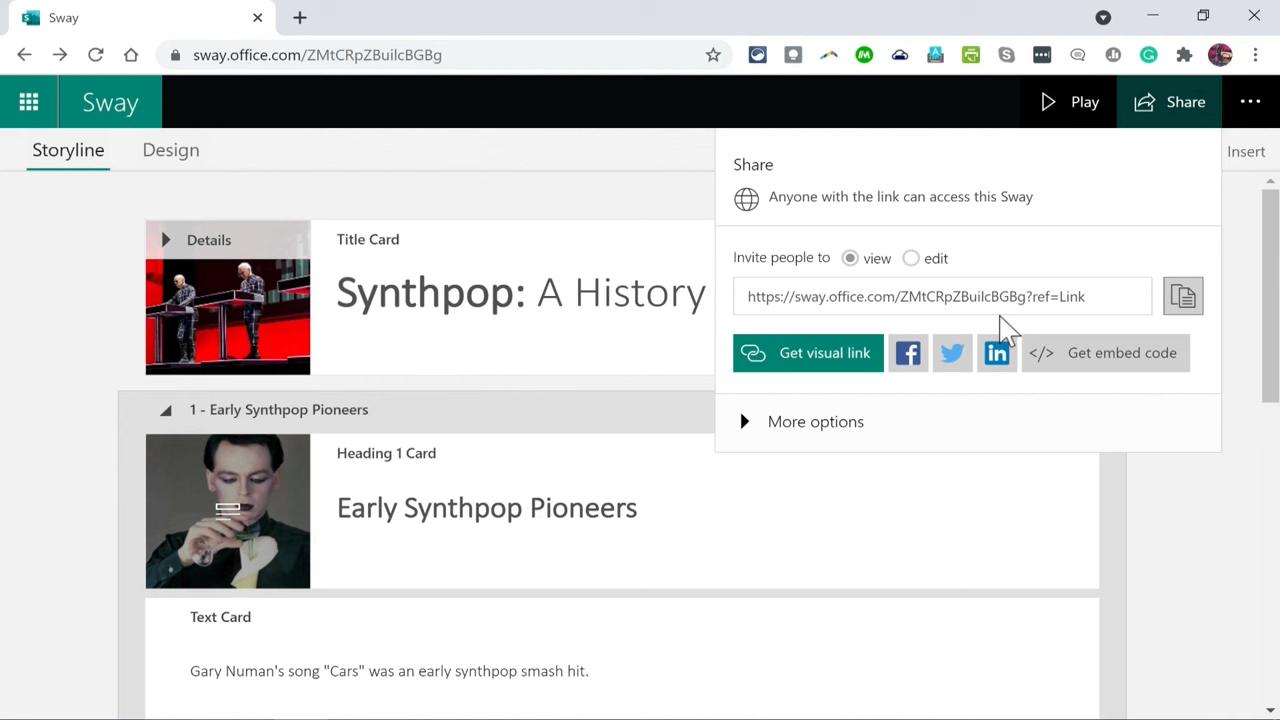 Sway
sway.office.com/ZMtCRpZBuilcBGBg
Sway
Play
Share
Storyline
Design
Insert
Share
Anyone with the link can access this Sway
Invite people to view edit
https://sway.office.com/ZMtCRpZBuilcBGBg?ref=Link
Get visual link
</> Get embed code
More options
Details
Title Card
Synthpop: A History
1 - Early Synthpop Pioneers
Heading 1 Card
Early Synthpop Pioneers
Text Card
Gary Numan's song "Cars" was an early synthpop smash hit.